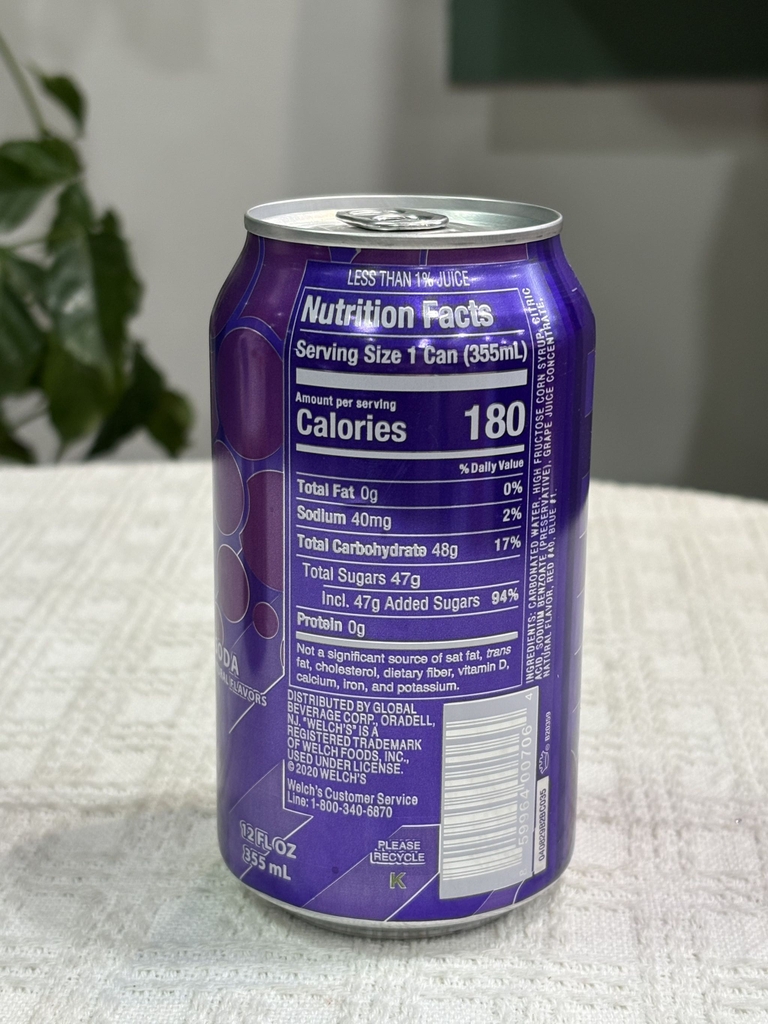 LESS THAN 1% JUICE
Nutrition Facts
Serving Size 1 Can (355mL)
Amount per serving
Calories 180
% Daily Value
Total Fat 0g 0%
Sodium 40mg 2%
Total Carbohydrate 48g 17%
Total Sugars 47g
Incl. 47g Added Sugars 94%
Protein 0g
Not a significant source of sat fat, trans
fat, cholesterol, dietary fiber, vitamin D,
calcium, iron, and potassium.
DISTRIBUTED BY GLOBAL
BEVERAGE CORP., ORADELL,
NJ. "WELCH'S" IS A
REGISTERED TRADEMARK
OF WELCH FOODS, INC.,
USED UNDER LICENSE.
© 2020 WELCH'S
Welch's Customer Service
Line: 1-800-340-6870
INGREDIENTS: CARBONATED WATER, HIGH FRUCTOSE CORN SYRUP, CITRIC
ACID, SODIUM BENZOATE (PRESERVATIVE), GRAPE JUICE CONCENTRATE,
NATURAL FLAVOR, RED #40, BLUE #1.
ODA
FLAVORS
12 FL OZ
355 mL
PLEASE
RECYCLE
K
59964 00706 4